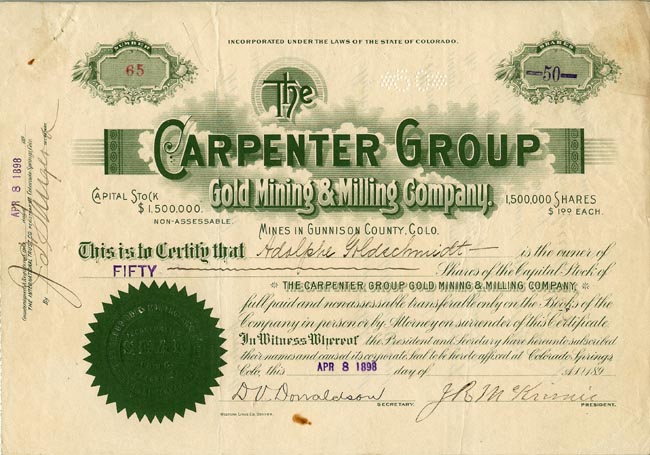 INCORPORATED UNDER THE LAWS OF THE STATE OF COLORADO.
NUMBER
65
SHARES
50
The
CARPENTER GROUP
Gold Mining & Milling Company,
CAPITAL STOCK
$1.500,000.
NON-ASSESSABLE.
1,500,000 SHARES
$1.00 EACH.
MINES IN GUNNISON COUNTY, COLO.
This is to Certify that Adolphe Goldschmidt is the owner of
FIFTY Shares of the Capital Stock of
THE CARPENTER GROUP GOLD MINING & MILLING COMPANY
full paid and nonassessable transferable only on the Books of the
Company in person or by Attorney on surrender of this Certificate.
In Witness Whereof the President and Secretary have hereunto subscribed
their names and caused its corporate Seal to be hereto affixed at Colorado Springs
Colo, this APR 8 1898 day of A.D. 189
D.V. Donaldson
SECRETARY.
PRESIDENT.
APR 8 1898
By